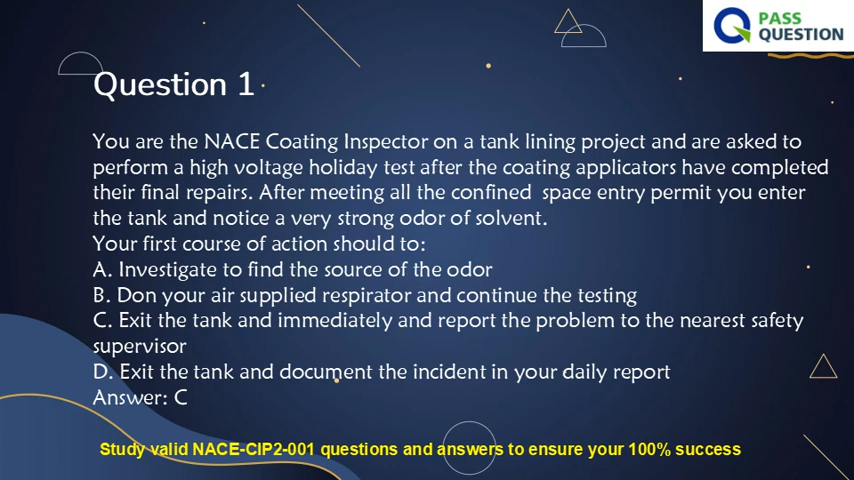 PASS
QUESTION
Question 1
You are the NACE Coating Inspector on a tank lining project and are asked to
perform a high voltage holiday test after the coating applicators have completed
their final repairs. After meeting all the confined  space entry permit you enter
the tank and notice a very strong odor of solvent.
Your first course of action should to:
A. Investigate to find the source of the odor
B. Don your air supplied respirator and continue the testing
C. Exit the tank and immediately and report the problem to the nearest safety
supervisor
D. Exit the tank and document the incident in your daily report
Answer: C
Study valid NACE-CIP2-001 questions and answers to ensure your 100% success